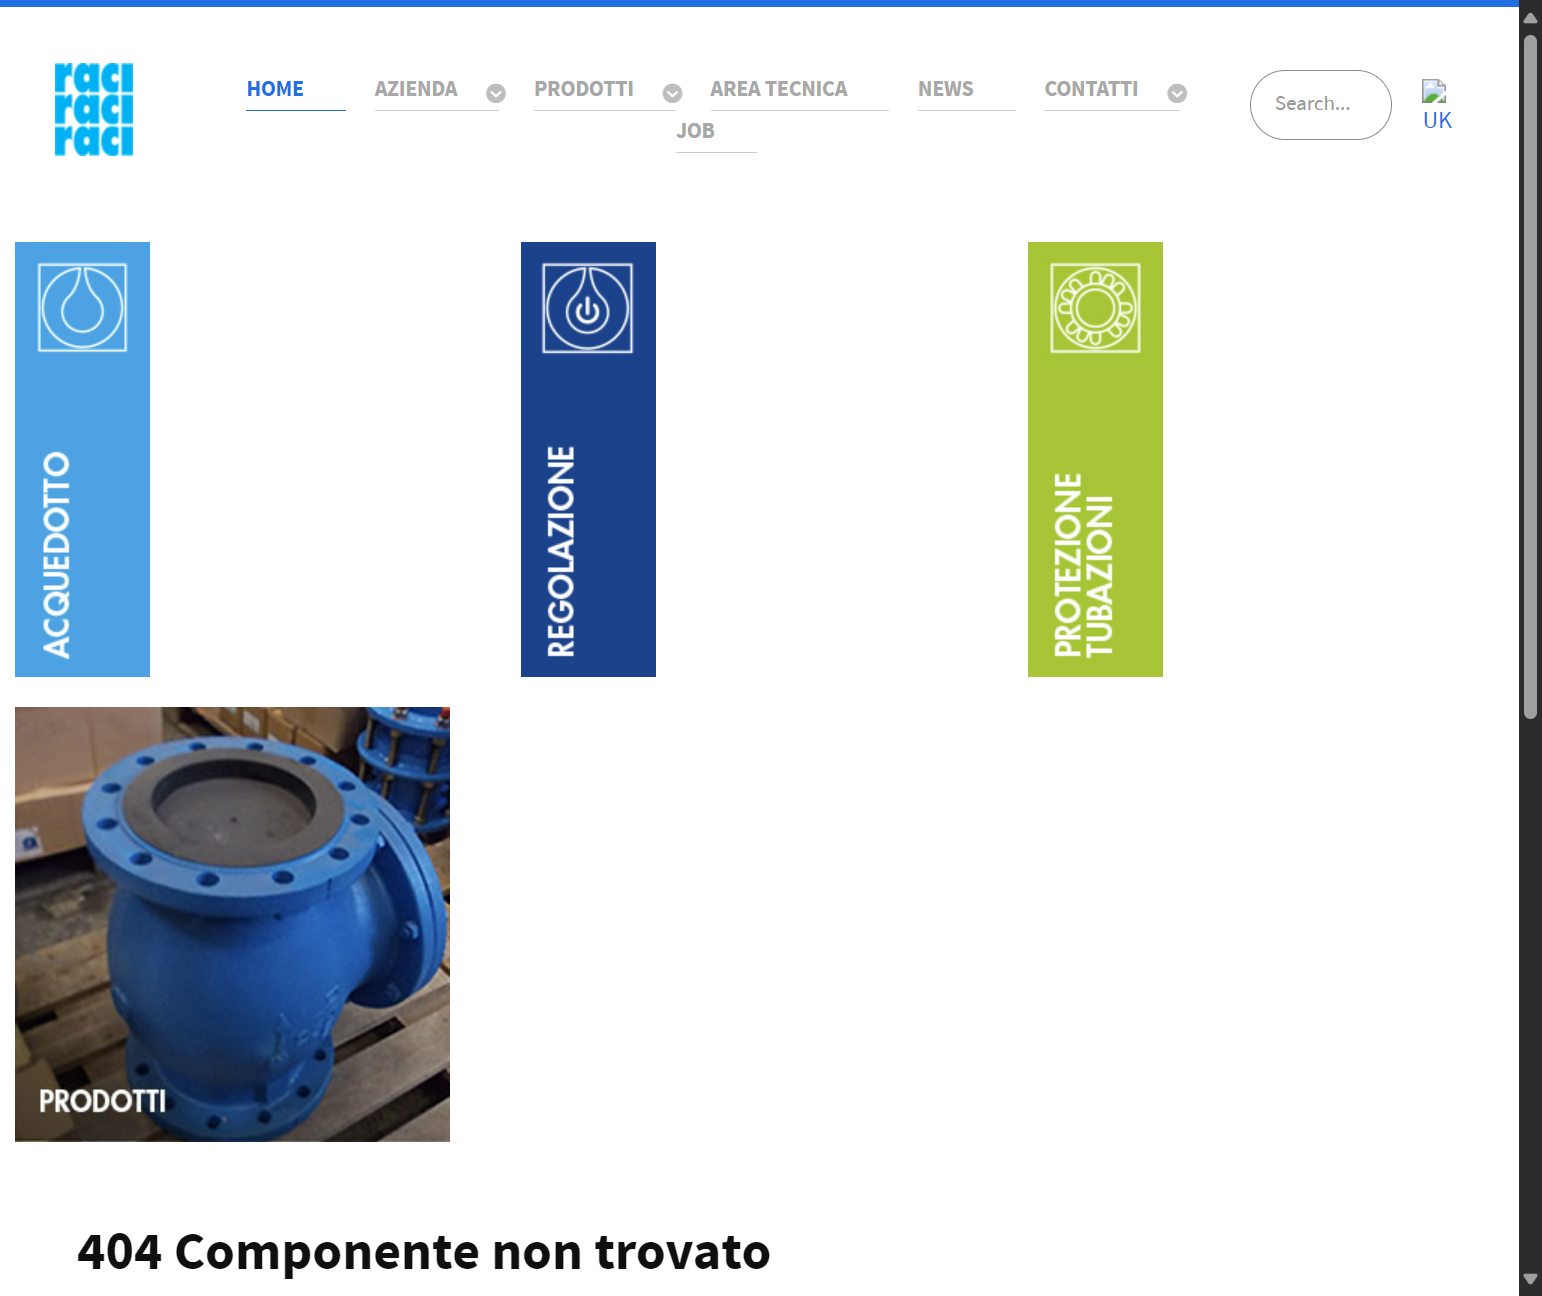 raci
raci
raci
HOME
AZIENDA
PRODOTTI
AREA TECNICA
NEWS
CONTATTI
JOB
Search...
UK
ACQUEDOTTO
REGOLAZIONE
PROTEZIONE
TUBAZIONI
PRODOTTI
404 Componente non trovato